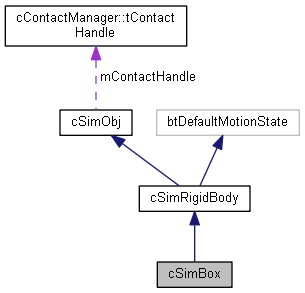 cContactManager::tContact
Handle
mContactHandle
cSimObj
btDefaultMotionState
cSimRigidBody
cSimBox